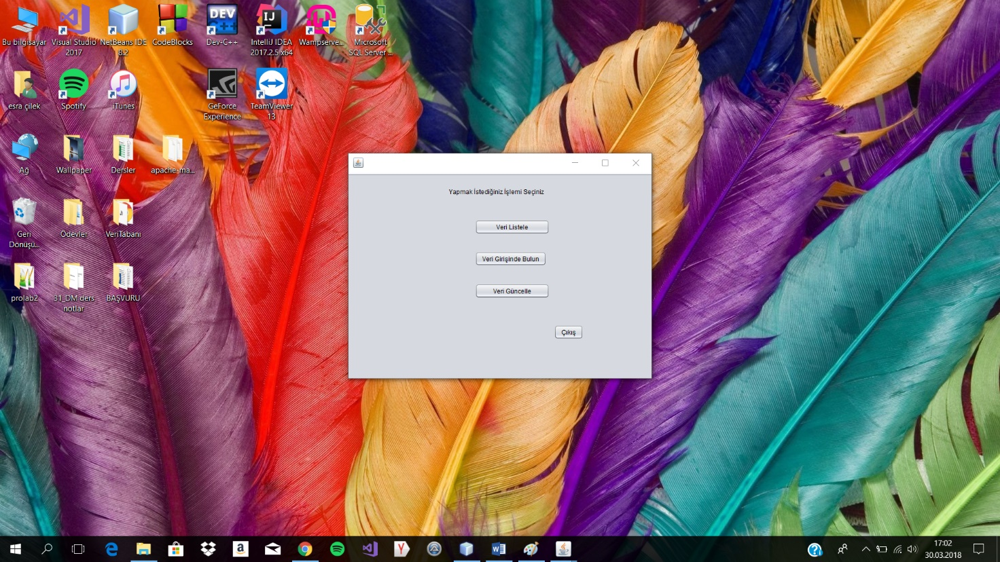 Bu bilgisayar
Visual Studio
2017
NetBeans IDE
8.2
CodeBlocks
DEV
C++
Dev-C++
IJ
IntelliJ IDEA
2017.2.5 x64
Wampserve...
Microsoft
SQL Server ...
esra çilek
Spotify
iTunes
GeForce
Experience
TeamViewer
13
Ağ
Wallpaper
Dersler
apache-ma...
Geri
Dönüşü...
Ödevler
VeriTabanı
prolab2
31_DM ders
notlar
BAŞVURU
Yapmak İstediğiniz İşlemi Seçiniz
Veri Listele
Veri Girişinde Bulun
Veri Güncelle
Çıkış
17:02
30.03.2018